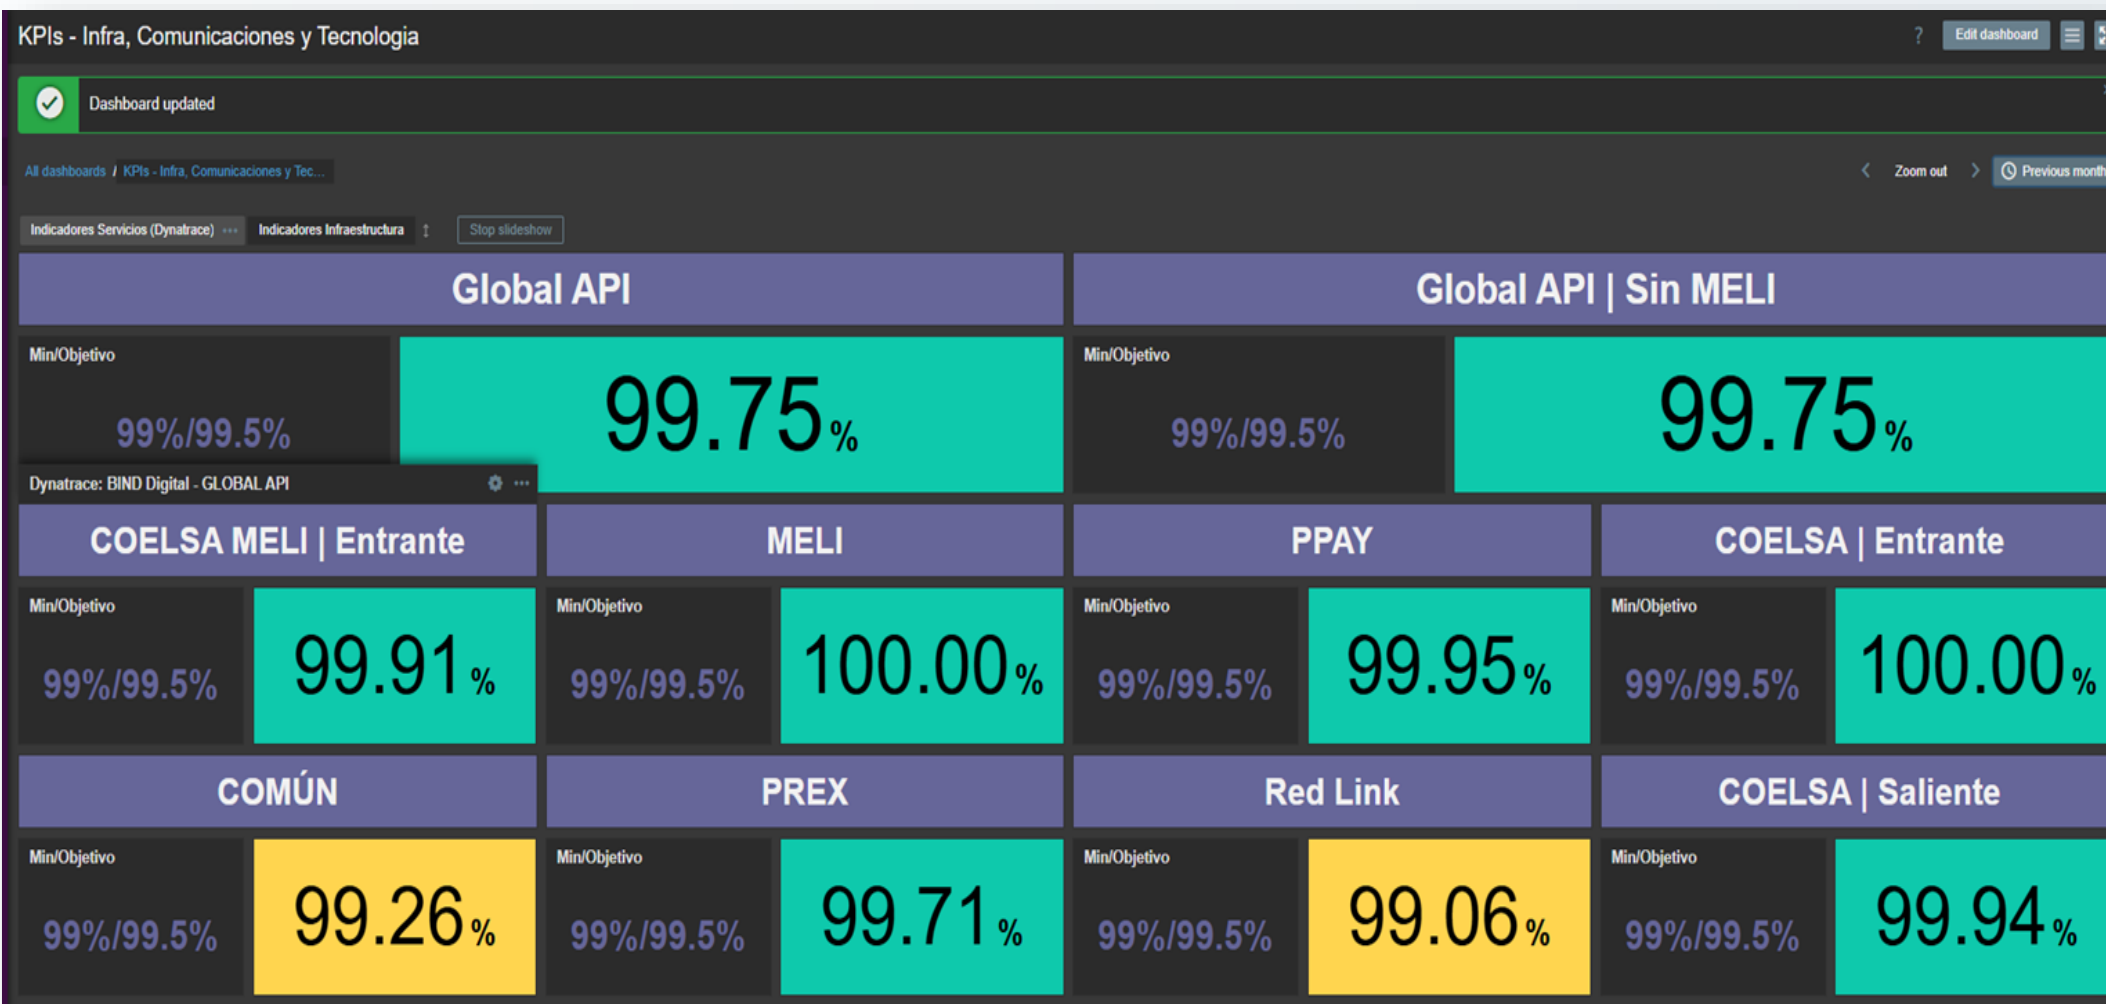 KPIs - Infra, Comunicaciones y Tecnologia
? Edit dashboard
Dashboard updated
All dashboards / KPIs - Infra, Comunicaciones y Tec...
Zoom out Previous month
Indicadores Servicios (Dynatrace) ••• Indicadores Infraestructura Stop slideshow
Global API
Global API | Sin MELI
Min/Objetivo
99%/99.5%
99.75%
Min/Objetivo
99%/99.5%
99.75%
Dynatrace: BIND Digital - GLOBAL API •••
COELSA MELI | Entrante
MELI
PPAY
COELSA | Entrante
Min/Objetivo
99%/99.5%
99.91%
Min/Objetivo
99%/99.5%
100.00%
Min/Objetivo
99%/99.5%
99.95%
Min/Objetivo
99%/99.5%
100.00%
COMÚN
PREX
Red Link
COELSA | Saliente
Min/Objetivo
99%/99.5%
99.26%
Min/Objetivo
99%/99.5%
99.71%
Min/Objetivo
99%/99.5%
99.06%
Min/Objetivo
99%/99.5%
99.94%